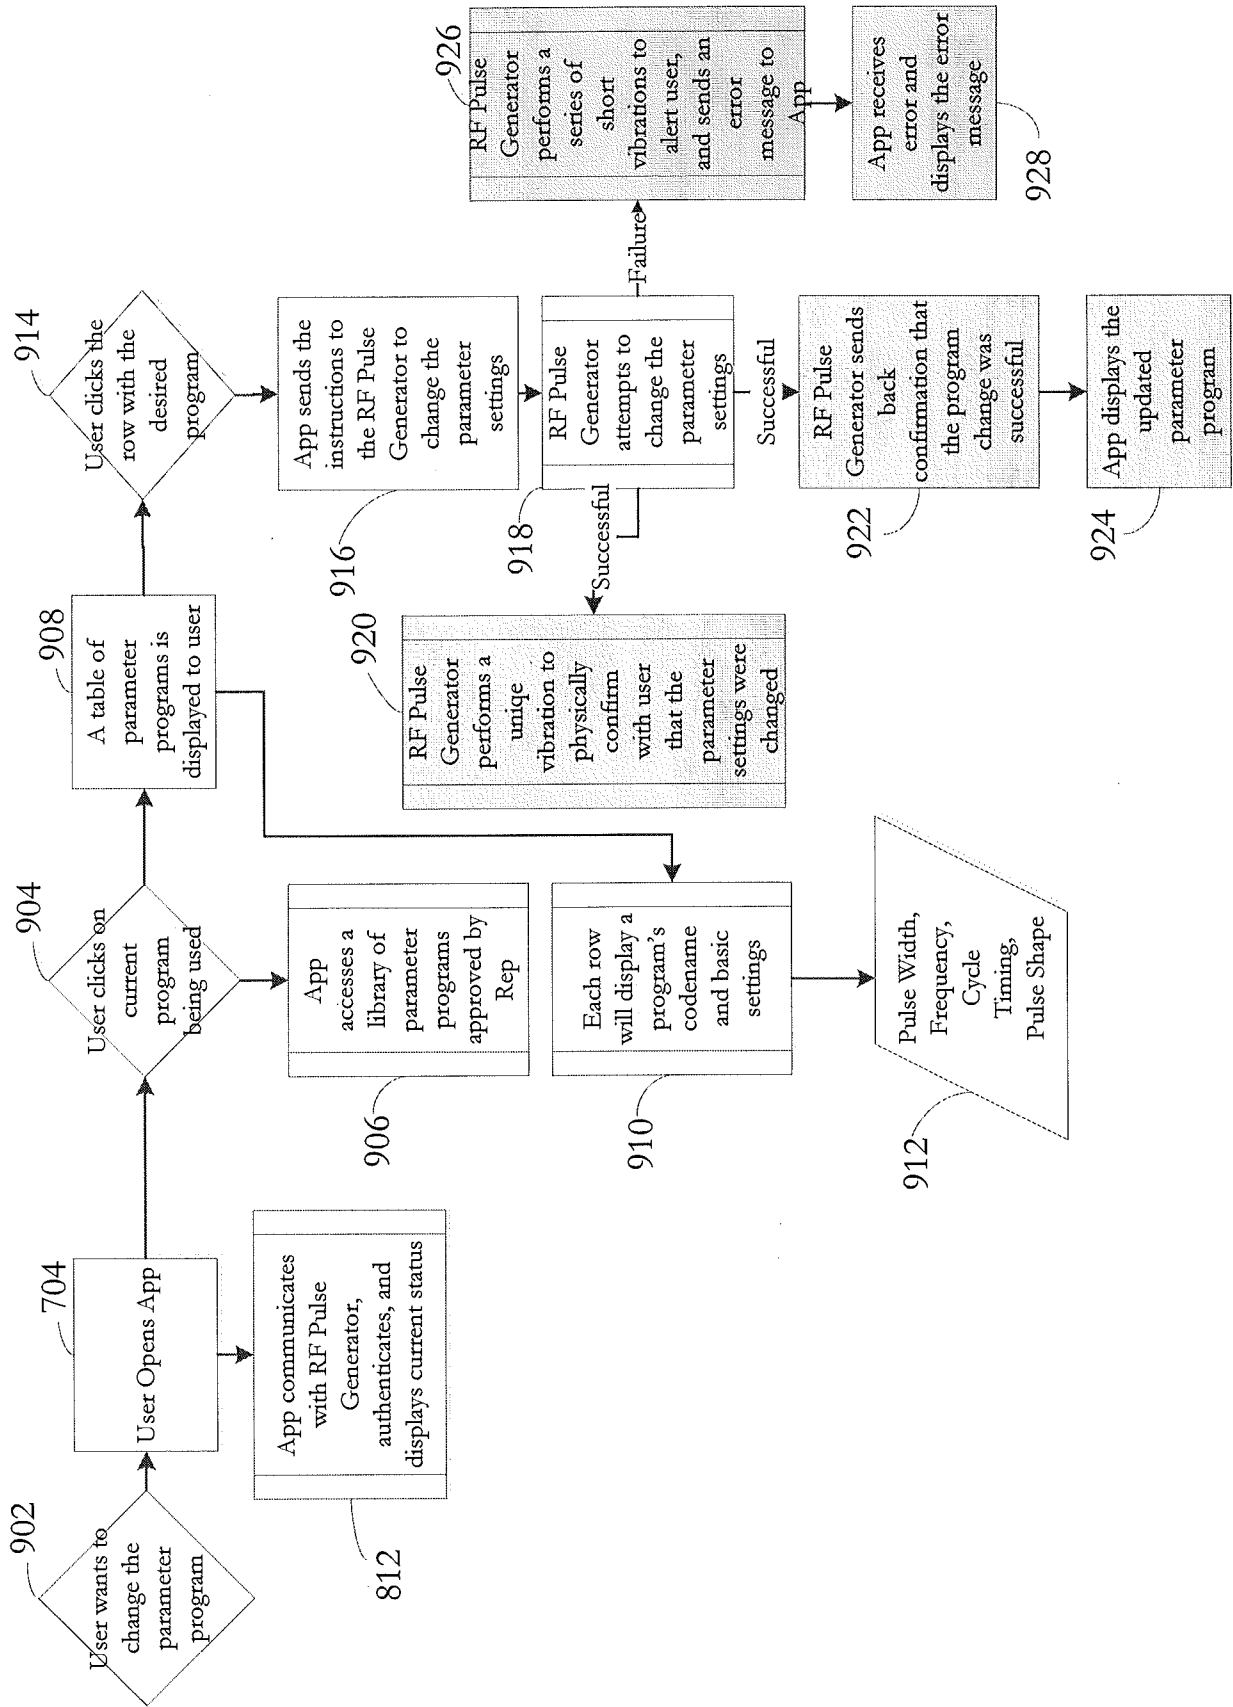 902
User wants to
change the
parameter
program
704
User Opens App
812
App communicates
with RF Pulse
Generator,
authenticates, and
displays current status
904
User clicks on
current
program
being used
906
App
accesses a
library of
parameter
programs
approved by
Rep
908
A table of
parameter
programs is
displayed to user
910
Each row
will display a
program's
codename
and basic
settings
912
Pulse Width,
Frequency,
Cycle
Timing,
Pulse Shape
914
User clicks the
row with the
desired
program
916
App sends the
instructions to
the RF Pulse
Generator to
change the
parameter
settings
918
RF Pulse
Generator
attempts to
change the
parameter
settings
Successful
920
RF Pulse
Generator
performs a
uniqe
vibration to
physically
confirm
with user
that the
parameter
settings were
changed
Successful
922
RF Pulse
Generator sends
back
confirmation that
the program
change was
successful
924
App displays the
updated
parameter
program
Failure
926
RF Pulse
Generator
performs a
series of
short
vibrations to
alert user,
and sends an
error
message to
App
928
App receives
error and
displays the error
message